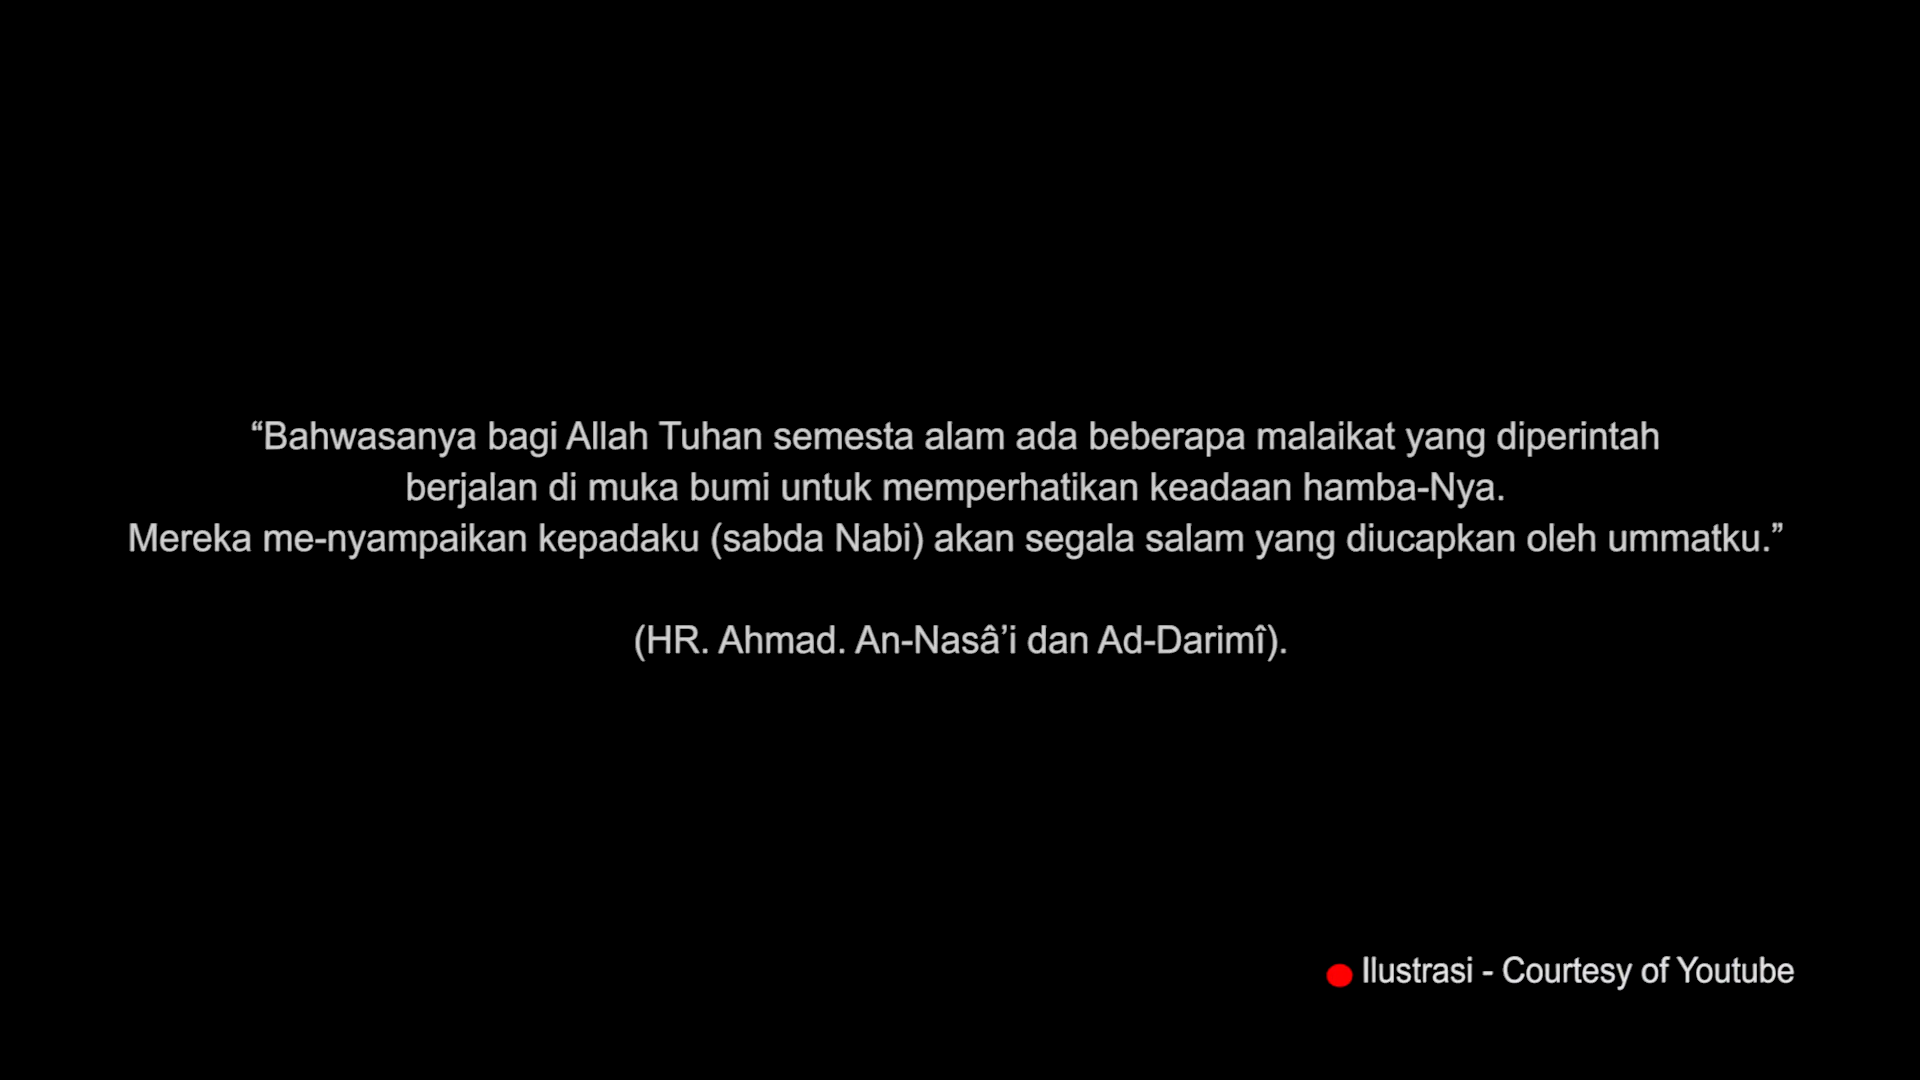 “Bahwasanya bagi Allah Tuhan semesta alam ada beberapa malaikat yang diperintah
berjalan di muka bumi untuk memperhatikan keadaan hamba-Nya.
Mereka me-nyampaikan kepadaku (sabda Nabi) akan segala salam yang diucapkan oleh ummatku.”
(HR. Ahmad. An-Nasâ’i dan Ad-Darimî).
Ilustrasi - Courtesy of Youtube